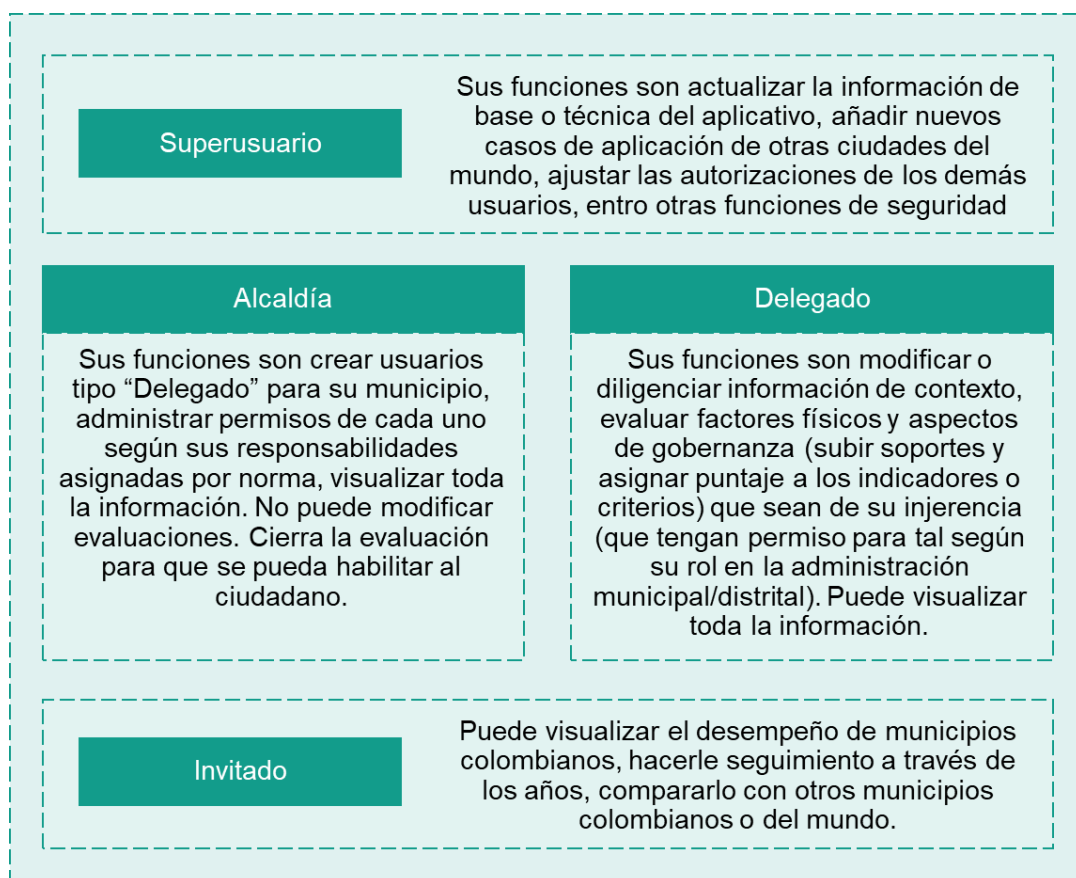 Superusuario
Sus funciones son actualizar la información de
base o técnica del aplicativo, añadir nuevos
casos de aplicación de otras ciudades del
mundo, ajustar las autorizaciones de los demás
usuarios, entro otras funciones de seguridad
Alcaldía
Sus funciones son crear usuarios
tipo “Delegado” para su municipio,
administrar permisos de cada uno
según sus responsabilidades
asignadas por norma, visualizar toda
la información. No puede modificar
evaluaciones. Cierra la evaluación
para que se pueda habilitar al
ciudadano.
Delegado
Sus funciones son modificar o
diligenciar información de contexto,
evaluar factores físicos y aspectos
de gobernanza (subir soportes y
asignar puntaje a los indicadores o
criterios) que sean de su injerencia
(que tengan permiso para tal según
su rol en la administración
municipal/distrital). Puede visualizar
toda la información.
Invitado
Puede visualizar el desempeño de municipios
colombianos, hacerle seguimiento a través de
los años, compararlo con otros municipios
colombianos o del mundo.